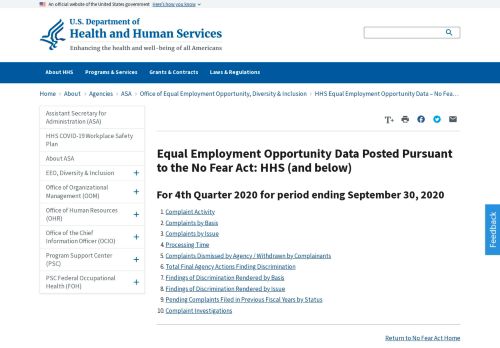 An official website of the United States government Here's how you know
U.S. Department of
Health and Human Services
Enhancing the health and well-being of all Americans
About HHS Programs & Services Grants & Contracts Laws & Regulations
Home > About > Agencies > ASA > Office of Equal Employment Opportunity, Diversity & Inclusion > HHS Equal Employment Opportunity Data – No Fea…
Assistant Secretary for
Administration (ASA)
HHS COVID-19 Workplace Safety
Plan
About ASA
EEO, Diversity & Inclusion +
Office of Organizational
Management (OOM) +
Office of Human Resources
(OHR) +
Office of the Chief
Information Officer (OCIO) +
Program Support Center
(PSC) +
PSC Federal Occupational
Health (FOH) +
T+
Equal Employment Opportunity Data Posted Pursuant
to the No Fear Act: HHS (and below)
For 4th Quarter 2020 for period ending September 30, 2020
1. Complaint Activity
2. Complaints by Basis
3. Complaints by Issue
4. Processing Time
5. Complaints Dismissed by Agency / Withdrawn by Complainants
6. Total Final Agency Actions Finding Discrimination
7. Findings of Discrimination Rendered by Basis
8. Findings of Discrimination Rendered by Issue
9. Pending Complaints Filed in Previous Fiscal Years by Status
10. Complaint Investigations
Return to No Fear Act Home
Feedback